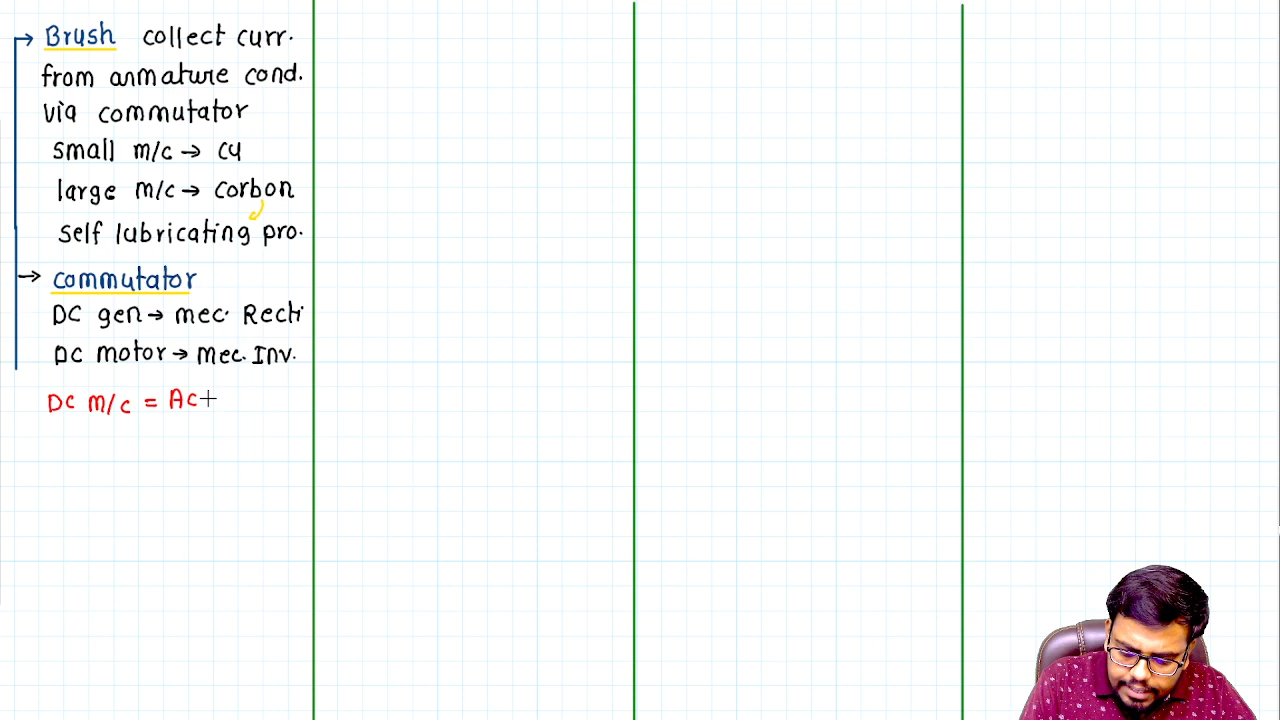 → Brush collect curr.
from armature cond.
via commutator
small m/c → cu
large m/c → carbon
self lubricating pro.
→ commutator
DC gen → mec. Recti
DC motor → Mec. Inv.
DC m/c = AC